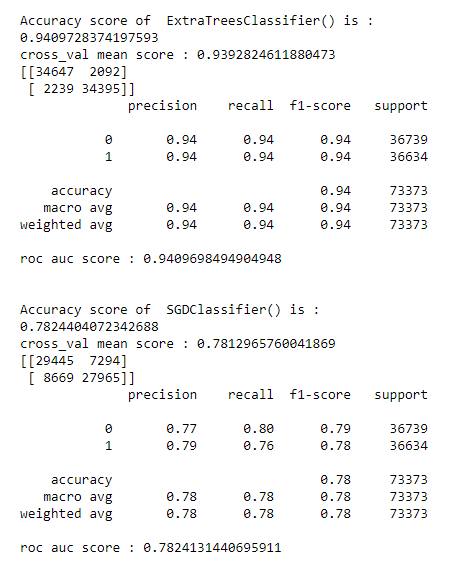 Accuracy score of  ExtraTreesClassifier() is :
0.9409728374197593
cross_val mean score : 0.9392824611880473
[[34647  2092]
 [ 2239 34395]]
              precision    recall  f1-score   support

           0       0.94      0.94      0.94     36739
           1       0.94      0.94      0.94     36634

    accuracy                           0.94     73373
   macro avg       0.94      0.94      0.94     73373
weighted avg       0.94      0.94      0.94     73373

roc auc score : 0.9409698494904948

Accuracy score of  SGDClassifier() is :
0.7824404072342688
cross_val mean score : 0.7812965760041869
[[29445  7294]
 [ 8669 27965]]
              precision    recall  f1-score   support

           0       0.77      0.80      0.79     36739
           1       0.79      0.76      0.78     36634

    accuracy                           0.78     73373
   macro avg       0.78      0.78      0.78     73373
weighted avg       0.78      0.78      0.78     73373

roc auc score : 0.7824131440695911